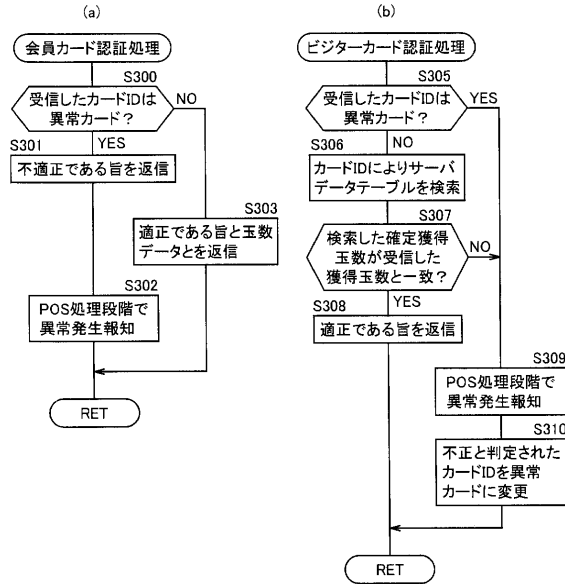 (a)
会員カード認証処理
S300
受信したカードIDは
異常カード?
NO
YES
S301
不適正である旨を返信
S303
適正である旨と玉数
データとを返信
S302
POS処理段階で
異常発生報知
RET
(b)
ビジターカード認証処理
S305
受信したカードIDは
異常カード?
YES
NO
S306
カードIDによりサーバ
データテーブルを検索
S307
検索した確定獲得
玉数が受信した
獲得玉数と一致?
NO
YES
S308
適正である旨を返信
S309
POS処理段階で
異常発生報知
S310
不正と判定された
カードIDを異常
カードに変更
RET